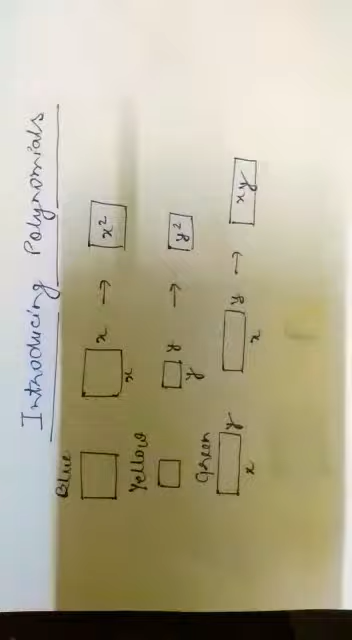 Introducing Polynomials
Blue
x → x²
x
Yellow
y → y²
y
Green
y y → xy
x x